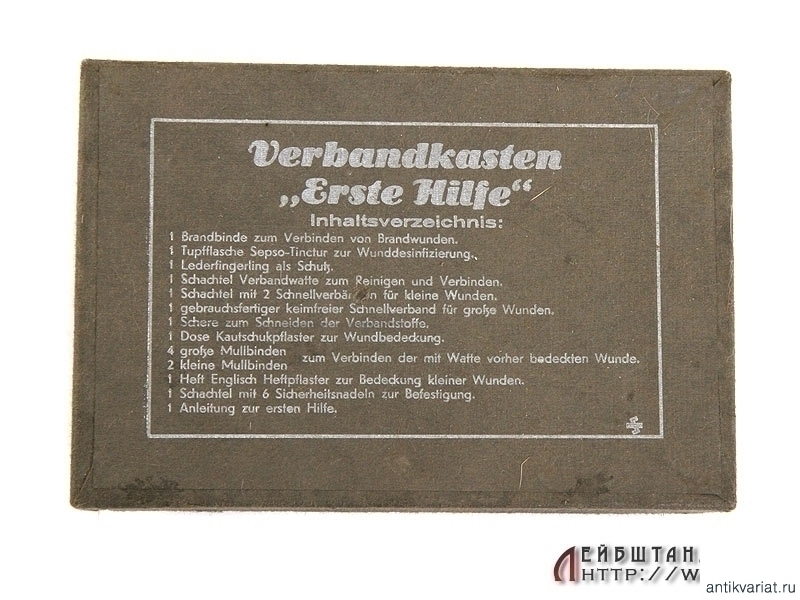 Verbandkasten
„Erste Hilfe“
Inhaltsverzeichnis:
1 Brandbinde zum Verbinden von Brandwunden.
1 Tupfflasche Sepso-Tinctur zur Wunddesinfizierung.
1 Lederfingerling als Schutz.
1 Schachtel Verbandwatte zum Reinigen und Verbinden.
1 Schachtel mit 2 Schnellverbänden für kleine Wunden.
1 gebrauchsfertiger keimfreier Schnellverband für große Wunden.
1 Schere zum Schneiden der Verbandstoffe.
1 Dose Kautschukpflaster zur Wundbedeckung.
4 große Mullbinden
2 kleine Mullbinden
zum Verbinden der mit Watte vorher bedeckten Wunde.
1 Heft Englisch Heftpflaster zur Bedeckung kleiner Wunden.
1 Schachtel mit 6 Sicherheitsnadeln zur Befestigung.
1 Anleitung zur ersten Hilfe.
ЛЕЙБШТАН
HTTP://W
antikvariat.ru